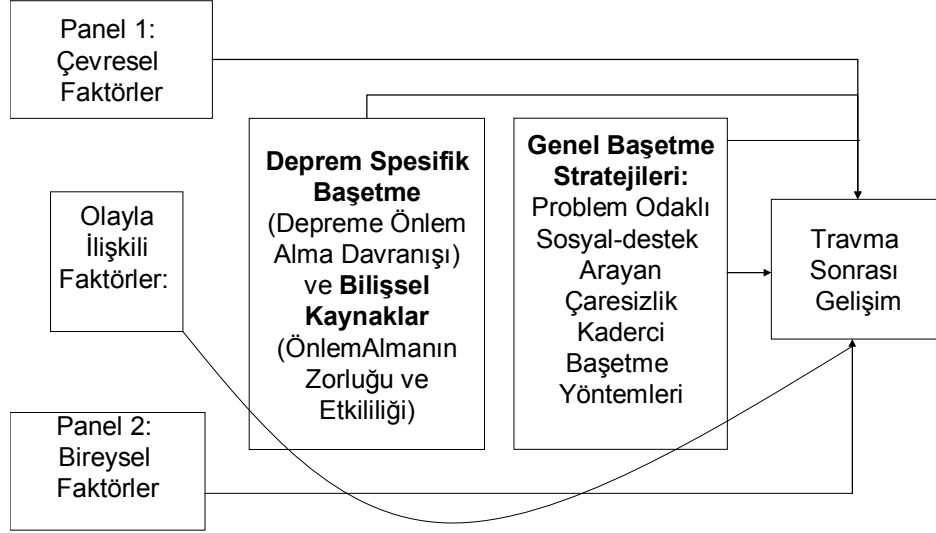 Panel 1:
Çevresel
Faktörler
Deprem Spesifik
Başetme
(Depreme Önlem
Alma Davranışı)
ve Bilişsel
Kaynaklar
(ÖnlemAlmanın
Zorluğu ve
Etkililiği)
Genel Başetme
Stratejileri:
Problem Odaklı
Sosyal-destek
Arayan
Çaresizlik
Kaderci
Başetme
Yöntemleri
Olayla
İlişkili
Faktörler:
Travma
Sonrası
Gelişim
Panel 2:
Bireysel
Faktörler